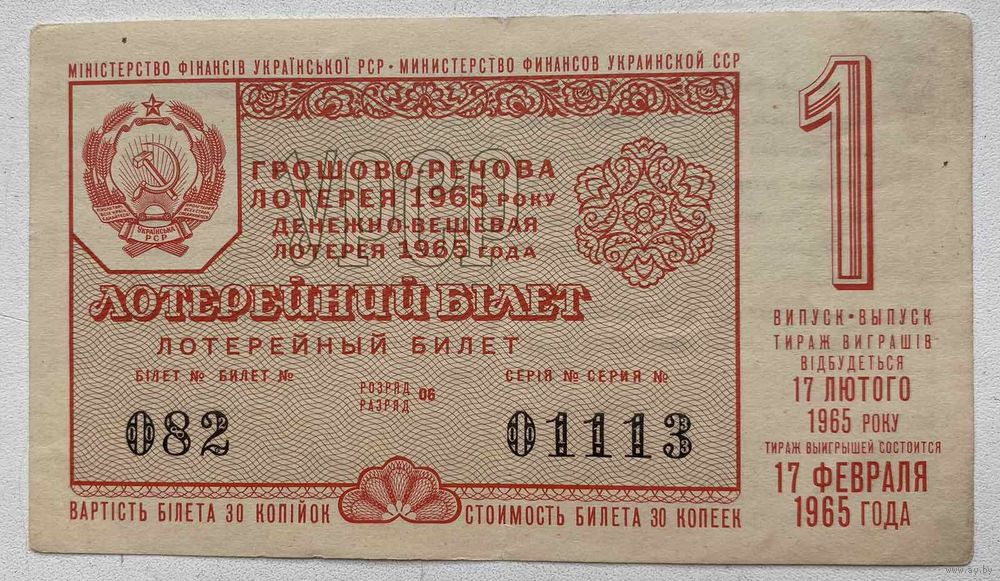 МІНІСТЕРСТВО ФІНАНСІВ УКРАЇНСЬКОЇ РСР • МИНИСТЕРСТВО ФИНАНСОВ УКРАИНСКОЙ ССР
УКРАЇНСЬКА
РСР
ГРОШОВО-РЕЧОВА
ЛОТЕРЕЯ 1965 РОКУ
ДЕНЕЖНО-ВЕЩЕВАЯ
ЛОТЕРЕЯ 1965 ГОДА
ЛОТЕРЕЙНИЙ БІЛЕТ
ЛОТЕРЕЙНЫЙ БИЛЕТ
БІЛЕТ № БИЛЕТ №
082
РОЗРЯД
РАЗРЯД 06
СЕРІЯ № СЕРИЯ №
01113
ВАРТІСТЬ БІЛЕТА 30 КОПІЙОК
СТОИМОСТЬ БИЛЕТА 30 КОПЕЕК
1
ВИПУСК • ВЫПУСК
ТИРАЖ ВИГРАШІВ
ВІДБУДЕТЬСЯ
17 ЛЮТОГО
1965 РОКУ
ТИРАЖ ВЫИГРЫШЕЙ СОСТОИТСЯ
17 ФЕВРАЛЯ
1965 ГОДА
www.ay.by